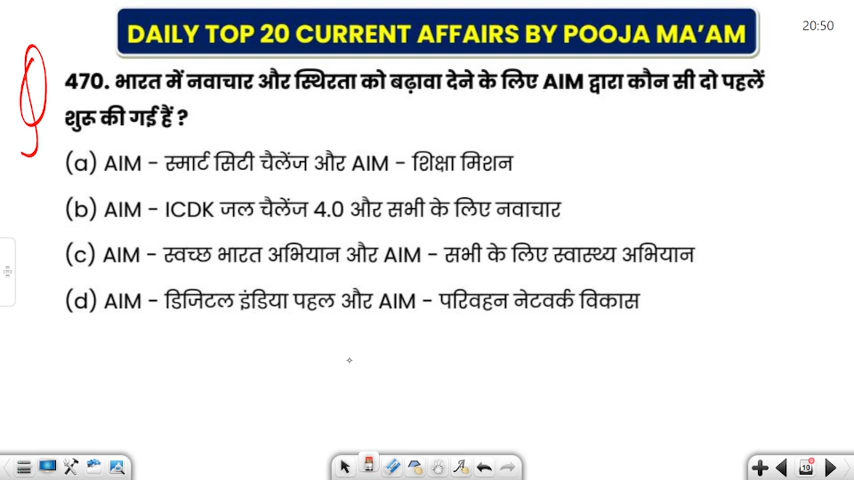 20:50
DAILY TOP 20 CURRENT AFFAIRS BY POOJA MA'AM
470. भारत में नवाचार और स्थिरता को बढ़ावा देने के लिए AIM द्वारा कौन सी दो पहलें
शुरू की गई हैं ?
(a) AIM - स्मार्ट सिटी चैलेंज और AIM - शिक्षा मिशन
(b) AIM - ICDK जल चैलेंज 4.0 और सभी के लिए नवाचार
(c) AIM - स्वच्छ भारत अभियान और AIM - सभी के लिए स्वास्थ्य अभियान
(d) AIM - डिजिटल इंडिया पहल और AIM - परिवहन नेटवर्क विकास